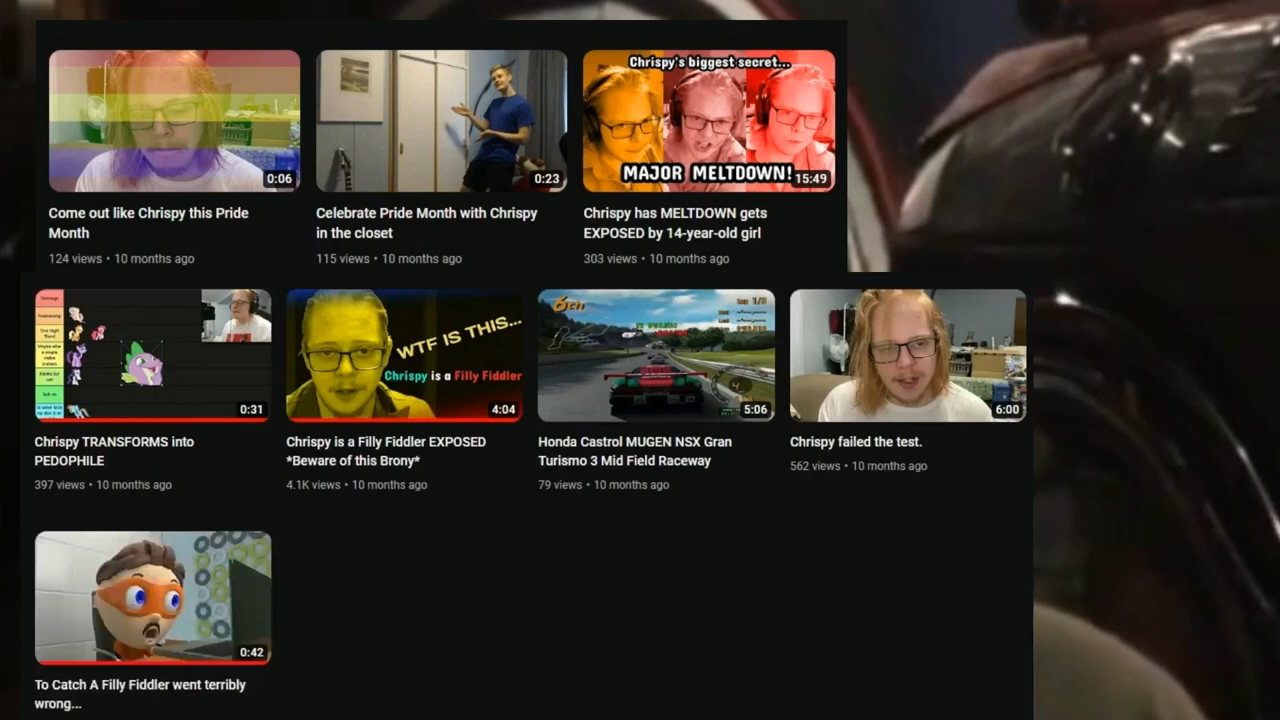 0:06
0:23
Chrispy's biggest secret...
MAJOR MELTDOWN!
15:49
Come out like Chrispy this Pride
Month
124 views • 10 months ago
Celebrate Pride Month with Chrispy
in the closet
115 views • 10 months ago
Chrispy has MELTDOWN gets
EXPOSED by 14-year-old girl
303 views • 10 months ago
0:31
WTF IS THIS...
Chrispy is a Filly Fiddler
4:04
6th
5:06
6:00
Chrispy TRANSFORMS into
PEDOPHILE
397 views • 10 months ago
Chrispy is a Filly Fiddler EXPOSED
*Beware of this Brony*
4.1K views • 10 months ago
Honda Castrol MUGEN NSX Gran
Turismo 3 Mid Field Raceway
79 views • 10 months ago
Chrispy failed the test.
562 views • 10 months ago
0:42
To Catch A Filly Fiddler went terribly
wrong...